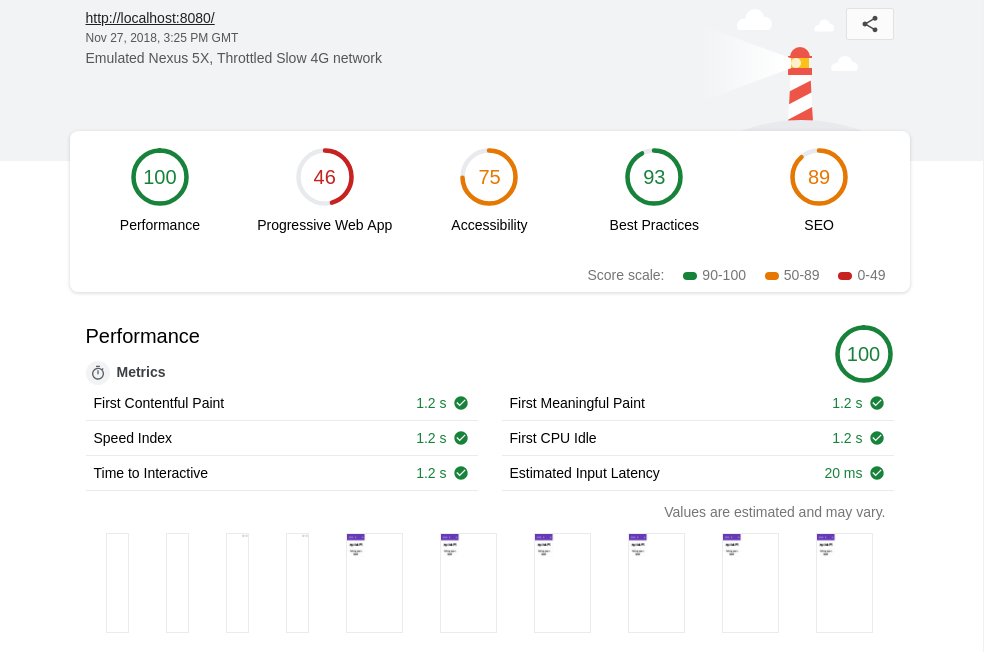 http://localhost:8080/
Nov 27, 2018, 3:25 PM GMT
Emulated Nexus 5X, Throttled Slow 4G network
100 46 75 93 89
Performance Progressive Web App Accessibility Best Practices SEO
Score scale: 90-100 50-89 0-49
Performance 100
Metrics
First Contentful Paint 1.2 s First Meaningful Paint 1.2 s
Speed Index 1.2 s First CPU Idle 1.2 s
Time to Interactive 1.2 s Estimated Input Latency 20 ms
Values are estimated and may vary.